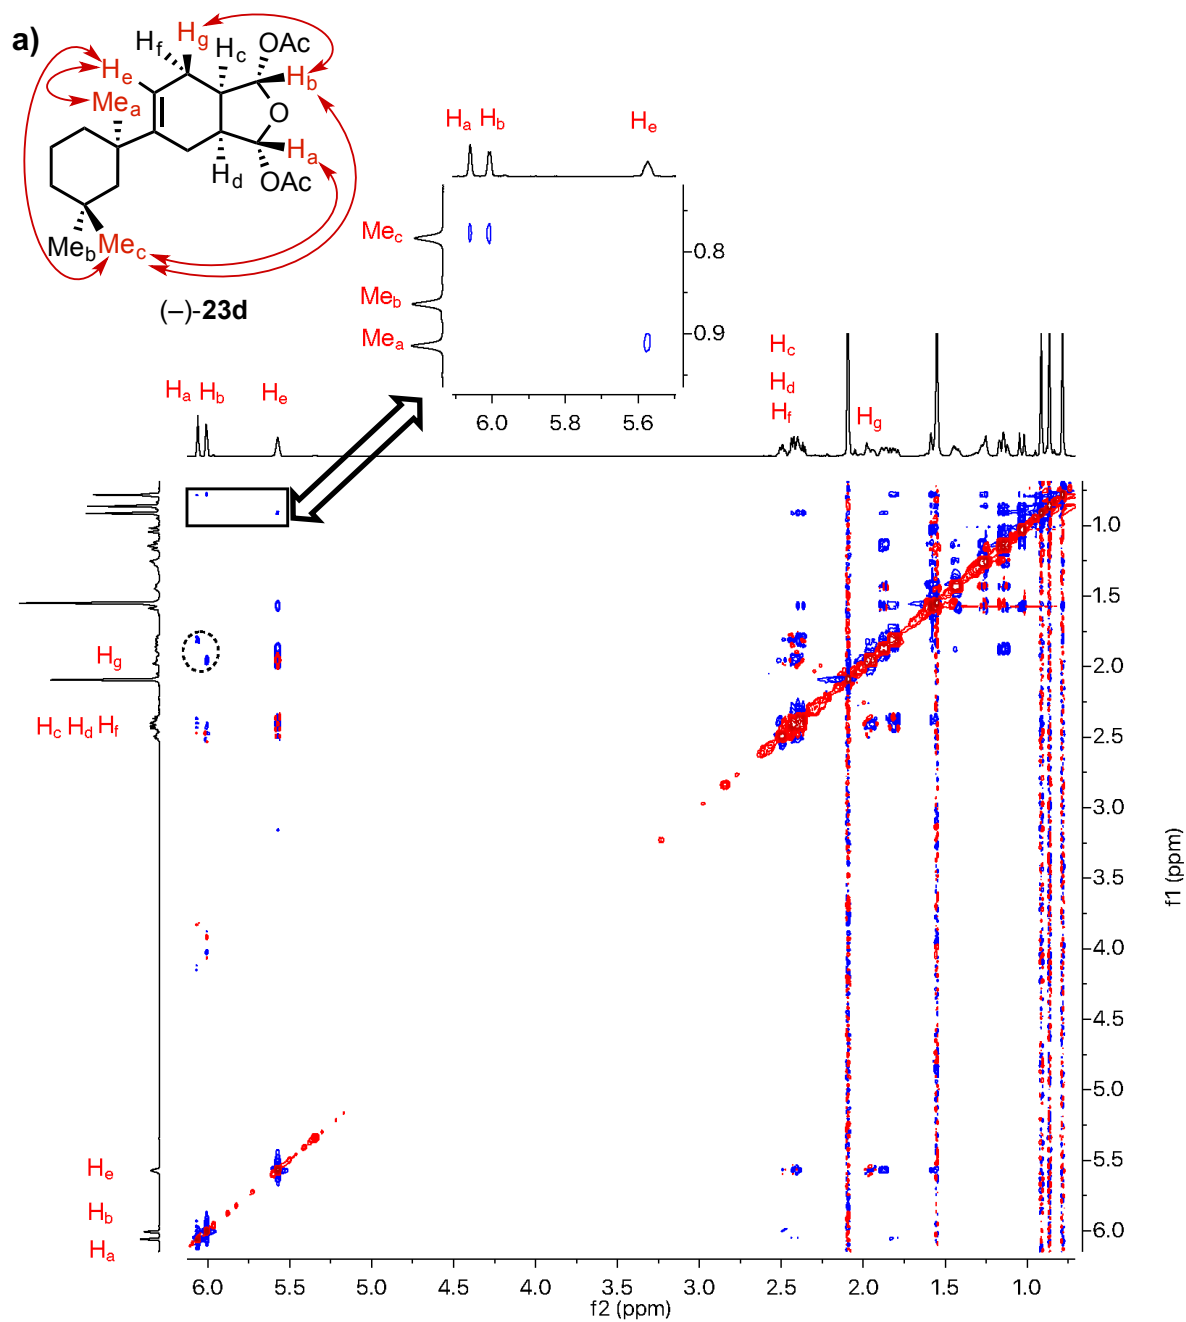 a)
Hf
Hg
Hc
OAc
He
Hb
Mea
O
Ha
Hd
OAc
Meb
Mec
(–)-23d
Ha
Hb
He
Mec
Meb
Mea
0.8
0.9
6.0
5.8
5.6
Hc
Hd
Hf
Hg
Ha
Hb
He
Hg
Hc Hd Hf
He
Hb
Ha
1.0
1.5
2.0
2.5
3.0
3.5
4.0
4.5
5.0
5.5
6.0
f1 (ppm)
6.0 5.5 5.0 4.5 4.0 3.5 3.0 2.5 2.0 1.5 1.0
f2 (ppm)